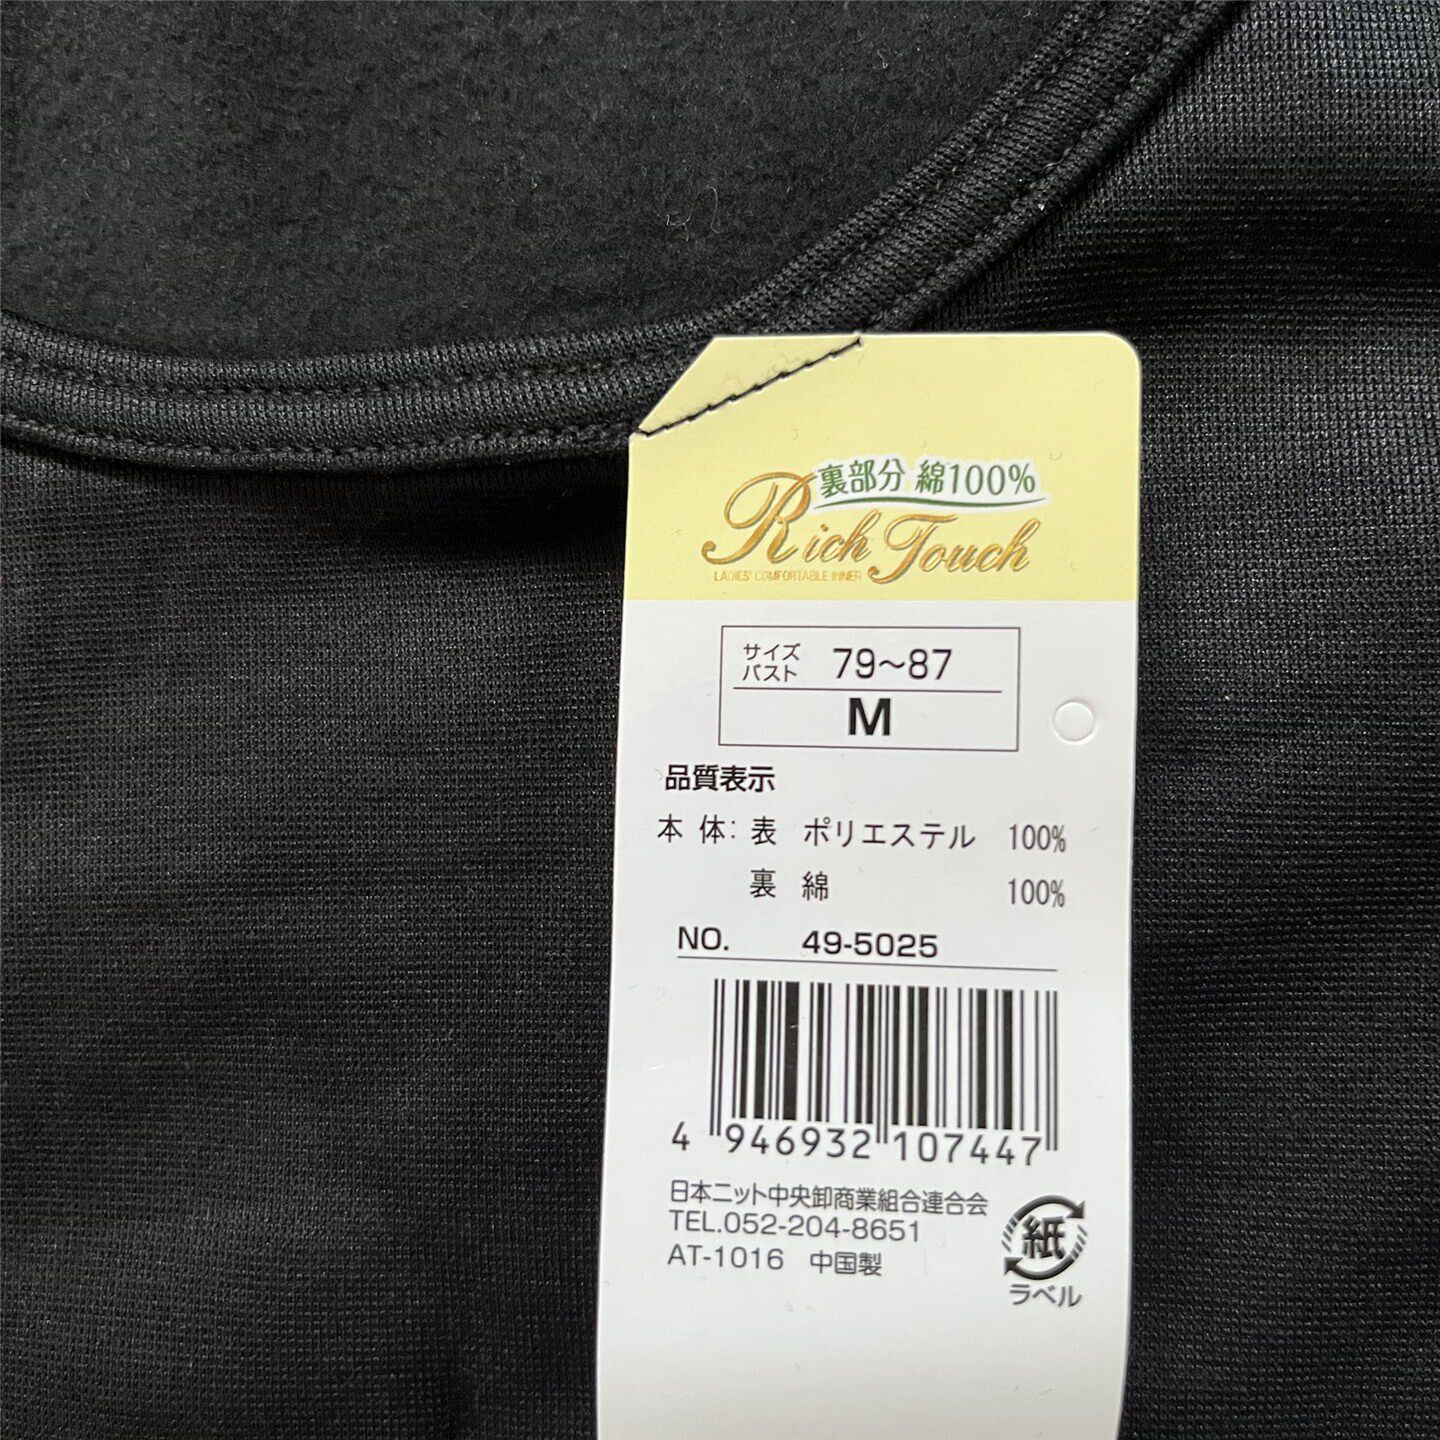 裏部分 綿100%
Rich Touch
LADIES' COMFORTABLE INNER
サイズ
バスト 79〜87
M
品質表示
本 体: 表 ポリエステル 100%
裏 綿 100%
NO. 49-5025
4 946932 107447
日本ニット中央卸商業組合連合会
TEL.052-204-8651
AT-1016 中国製
紙
ラベル